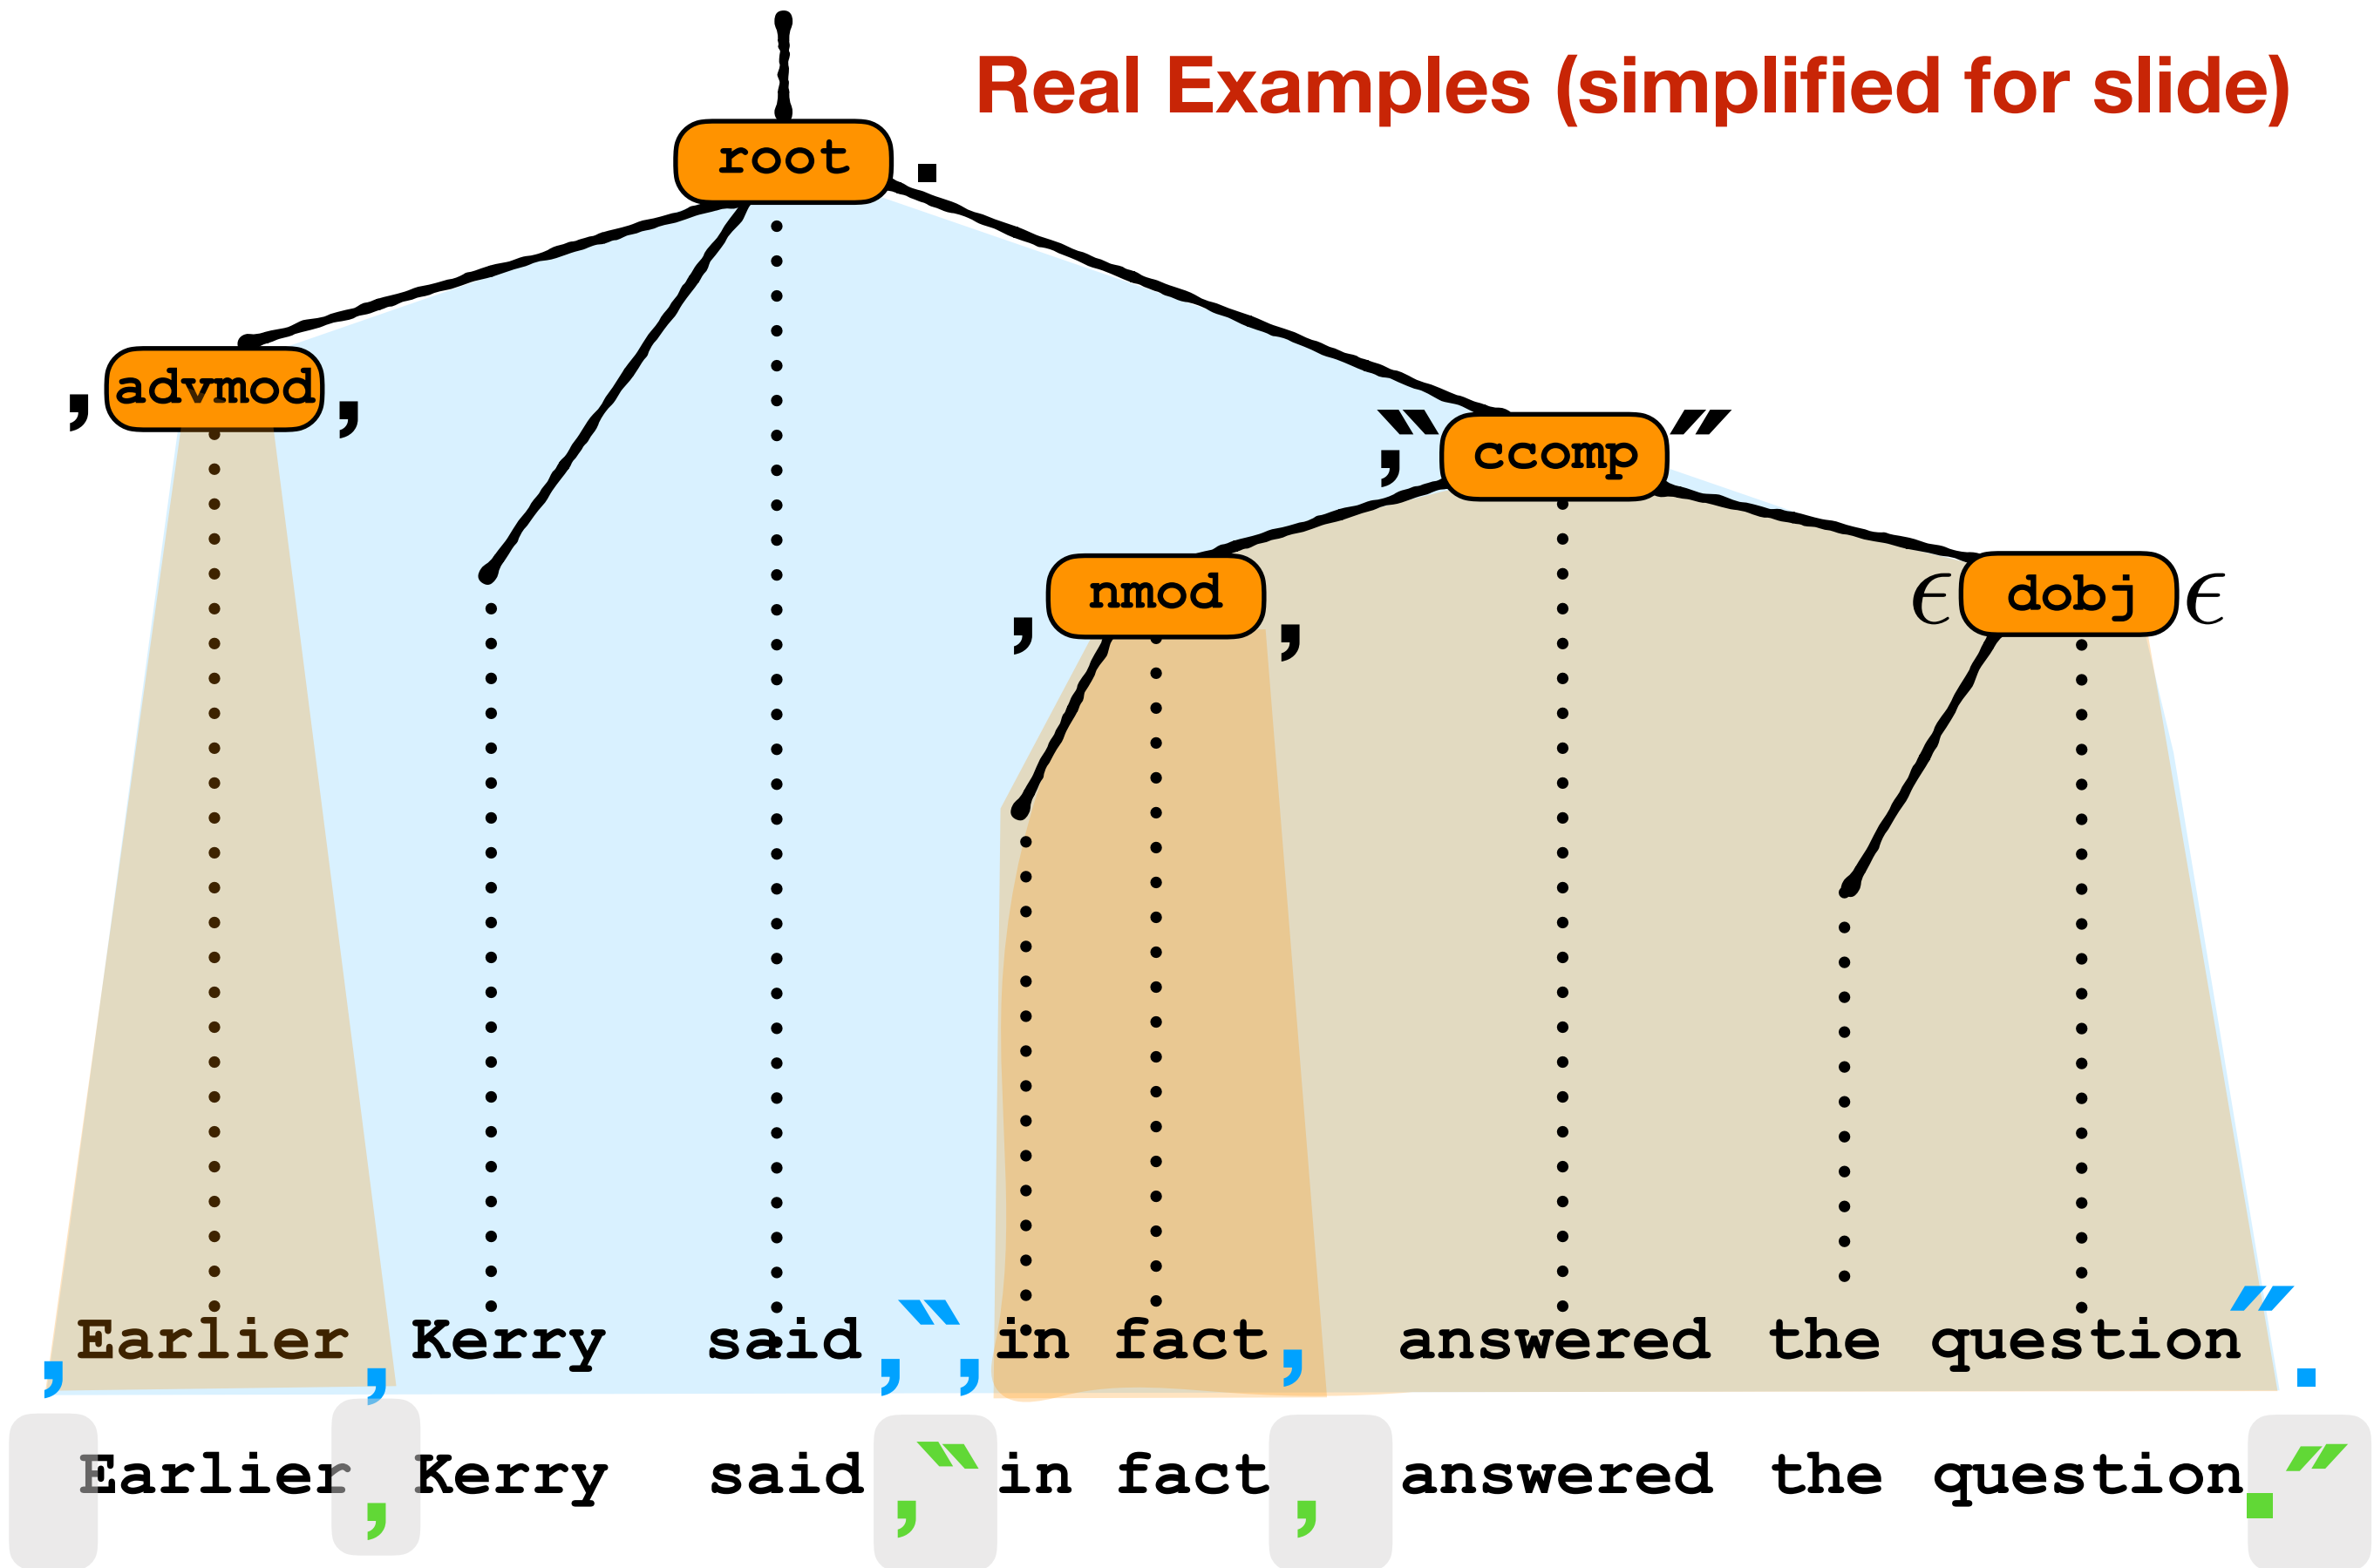 Real Examples (simplified for slide)
root .
, advmod ,
,“ ccomp ”
, nmod ,
ϵ dobj ϵ
, Earlier , Kerry said , “ , in fact , answered the question ” .
Earlier , Kerry said , “ in fact , answered the question . ”